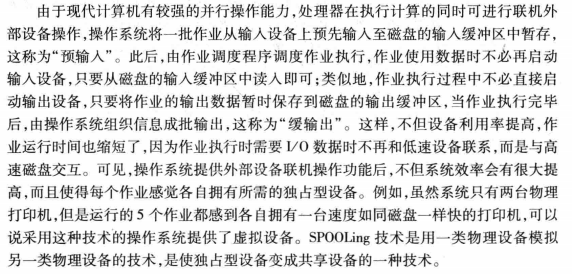 由于现代计算机有较强的并行操作能力，处理器在执行计算的同时可进行联机外
部设备操作，操作系统将一批作业从输入设备上预先输入至磁盘的输入缓冲区中暂存，
这称为“预输入”。此后，由作业调度程序调度作业执行，作业使用数据时不必再启动
输入设备，只要从磁盘的输入缓冲区中读入即可；类似地，作业执行过程中不必直接启
动输出设备，只要将作业的输出数据暂时保存到磁盘的输出缓冲区，当作业执行完毕
后，由操作系统组织信息成批输出，这称为“缓输出”。这样，不但设备利用率提高，作
业运行时间也缩短了，因为作业执行时需要 I/O 数据时不再和低速设备联系，而是与高
速磁盘交互。可见，操作系统提供外部设备联机操作功能后，不但系统效率会有很大提
高，而且使得每个作业感觉各自拥有所需的独占型设备。例如，虽然系统只有两台物理
打印机，但是运行的 5 个作业都感到各自拥有一台速度如同磁盘一样快的打印机，可以
说采用这种技术的操作系统提供了虚拟设备。SPOOLing 技术是用一类物理设备模拟
另一类物理设备的技术，是使独占型设备变成共享设备的一种技术。